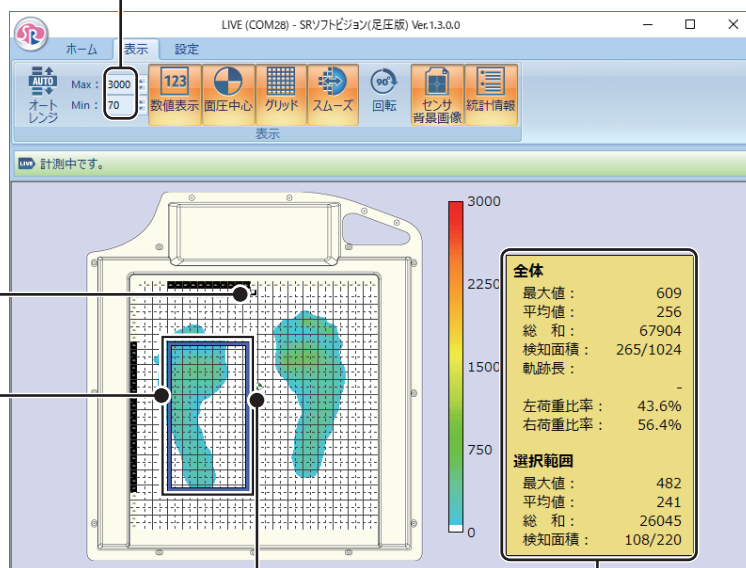 LIVE (COM28) - SRソフトビジョン(足圧版) Ver.1.3.0.0
SR
ホーム 表示 設定
AUTO
オート
レンジ
Max : 3000
Min : 70
123
数値表示
面圧中心
グリッド
スムーズ
90°
回転
センサ
背景画像
統計情報
表示
LIVE 計測中です。
3000
2250
1500
750
0
全体
最大値 : 609
平均値 : 256
総 和 : 67904
検知面積 : 265/1024
軌跡長 :
-
左荷重比率 : 43.6%
右荷重比率 : 56.4%
選択範囲
最大値 : 482
平均値 : 241
総 和 : 26045
検知面積 : 108/220